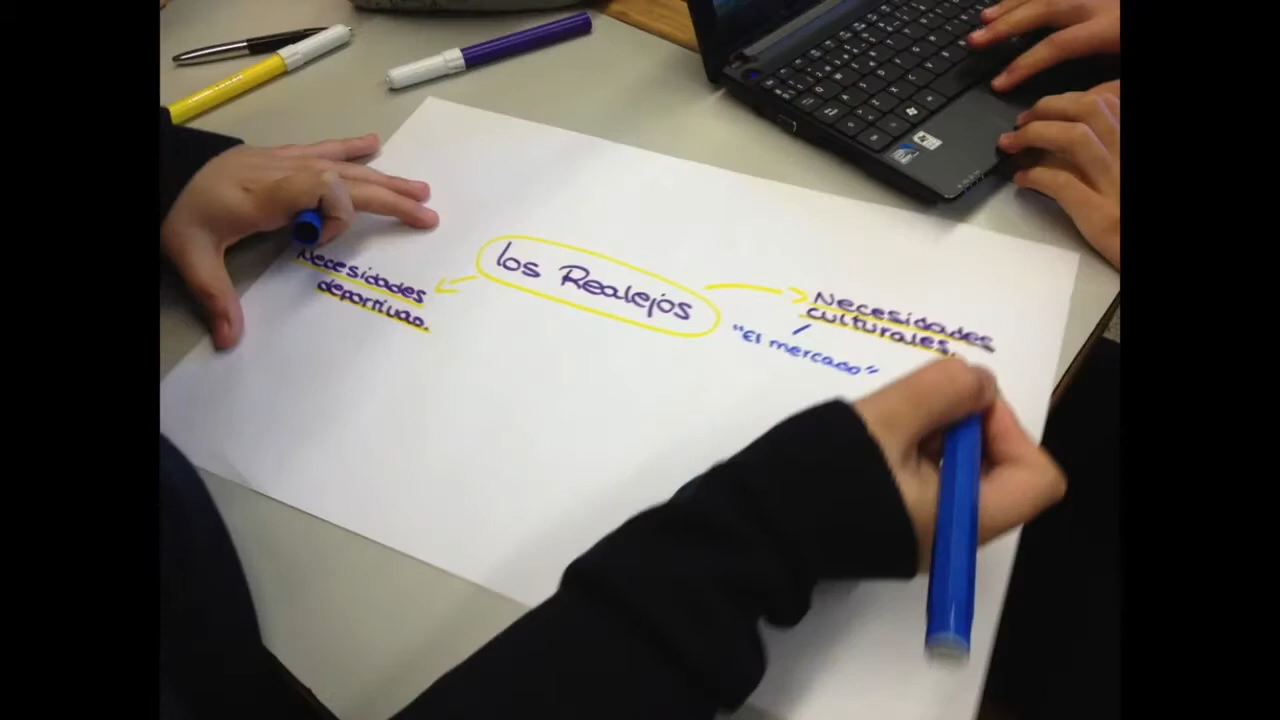 los Realejos
Necesidades
deportivas.
Necesidades
culturales.
"El mercado"